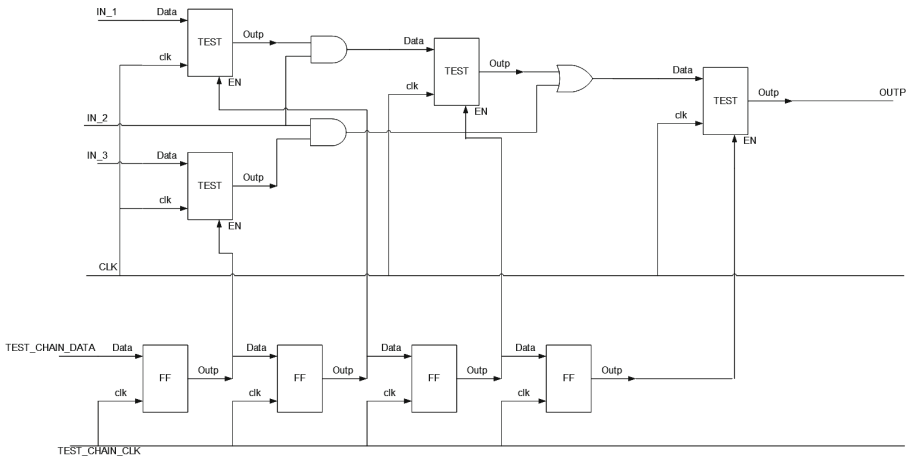 IN_1
Data
TEST
Outp
clk
EN
Data
TEST
Outp
clk
EN
Data
TEST
Outp
OUTP
clk
EN
IN_2
IN_3
Data
TEST
Outp
clk
EN
CLK
TEST_CHAIN_DATA
Data
FF
Outp
clk
Data
FF
Outp
clk
Data
FF
Outp
clk
Data
FF
Outp
clk
TEST_CHAIN_CLK